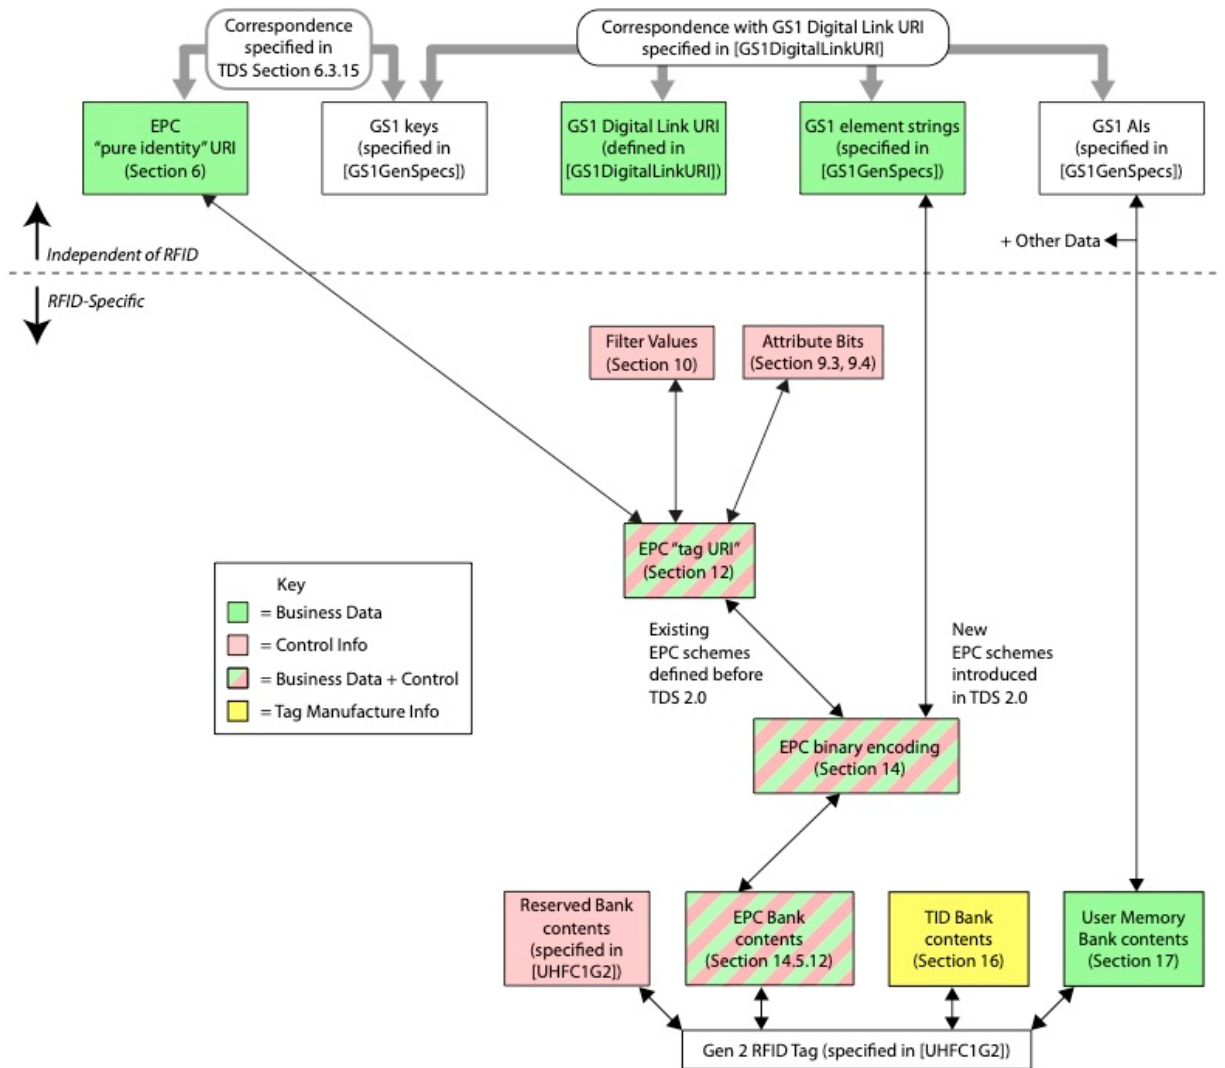 Correspondence
specified in
TDS Section 6.3.15
Correspondence with GS1 Digital Link URI
specified in [GS1DigitalLinkURI]
EPC
“pure identity” URI
(Section 6)
GS1 keys
(specified in
[GS1GenSpecs])
GS1 Digital Link URI
(defined in
[GS1DigitalLinkURI])
GS1 element strings
(specified in
[GS1GenSpecs])
GS1 AIs
(specified in
[GS1GenSpecs])
Independent of RFID
+ Other Data
RFID-Specific
Filter Values
(Section 10)
Attribute Bits
(Section 9.3, 9.4)
EPC “tag URI”
(Section 12)
Key
= Business Data
= Control Info
= Business Data + Control
= Tag Manufacture Info
Existing
EPC schemes
defined before
TDS 2.0
New
EPC schemes
introduced
in TDS 2.0
EPC binary encoding
(Section 14)
Reserved Bank
contents
(specified in
[UHFC1G2])
EPC Bank
contents
(Section 14.5.12)
TID Bank
contents
(Section 16)
User Memory
Bank contents
(Section 17)
Gen 2 RFID Tag (specified in [UHFC1G2])